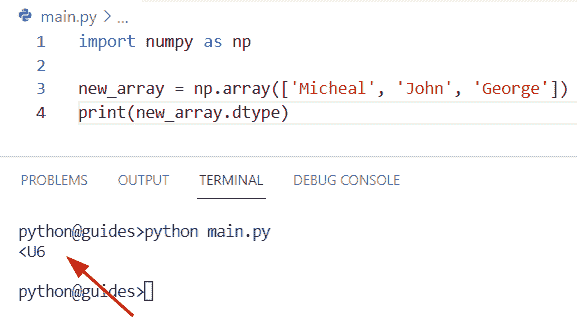 main.py > ...
1 import numpy as np
2
3 new_array = np.array(['Micheal', 'John', 'George'])
4 print(new_array.dtype)
PROBLEMS OUTPUT TERMINAL DEBUG CONSOLE
python@guides>python main.py
<U6
python@guides>